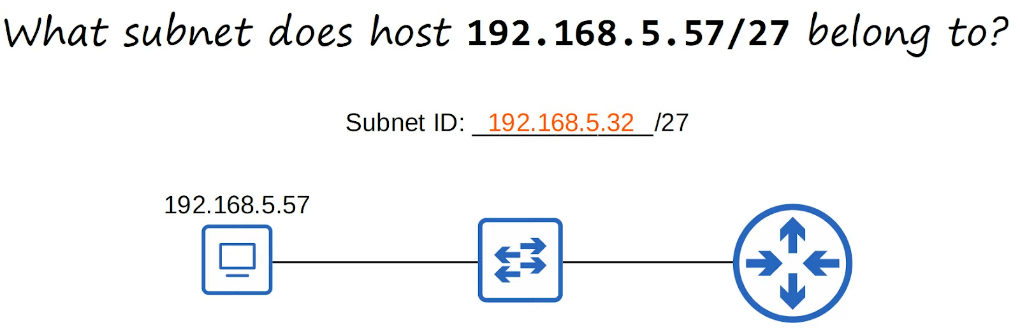 What subnet does host 192.168.5.57/27 belong to?
Subnet ID: 192.168.5.32 /27
192.168.5.57